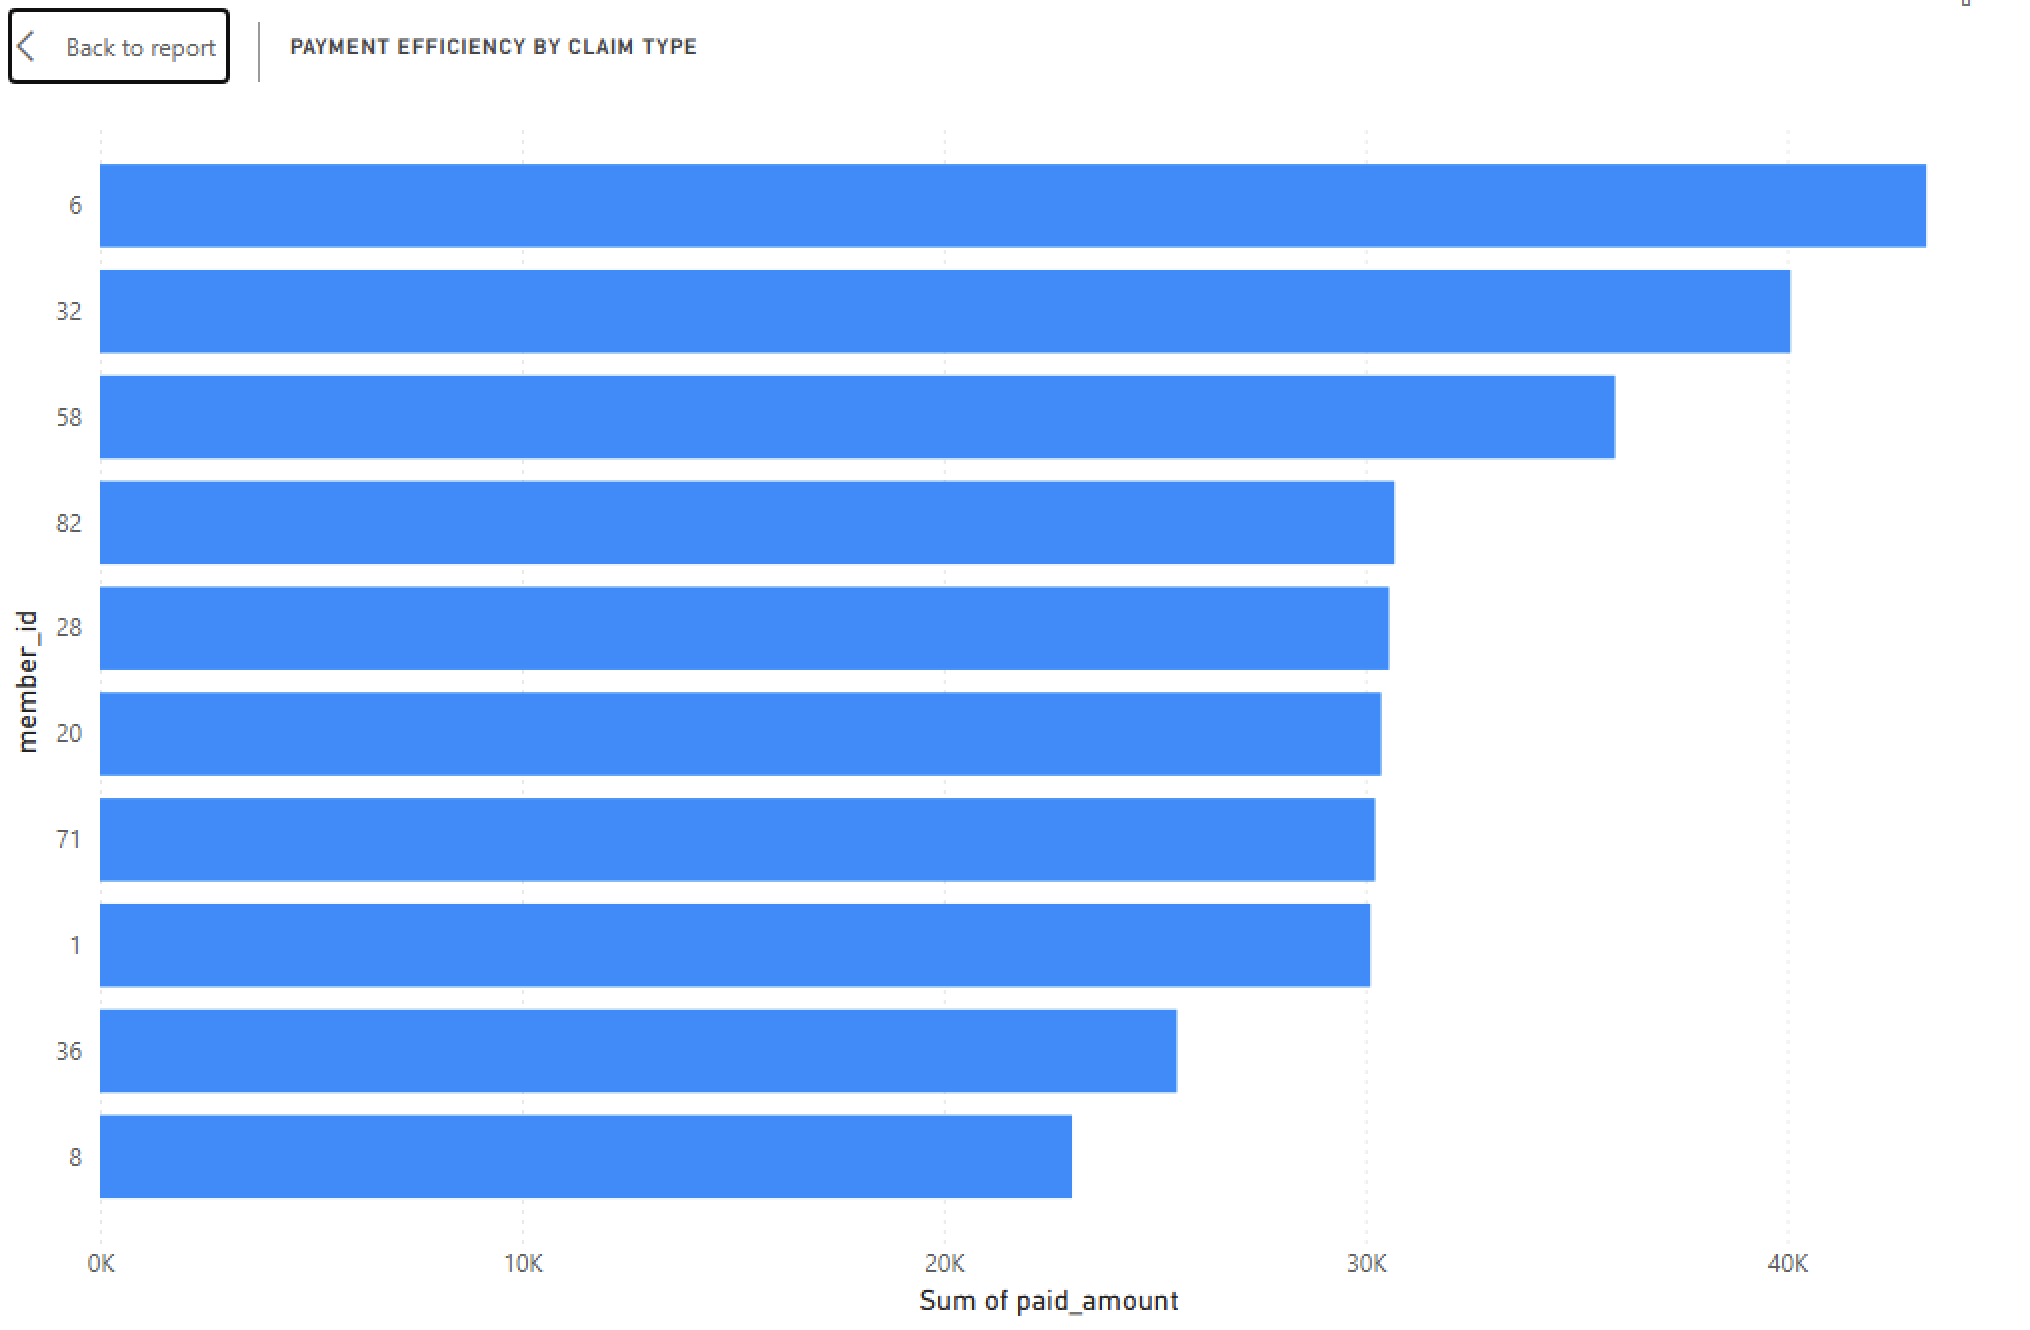 Back to report
PAYMENT EFFICIENCY BY CLAIM TYPE
member_id
6
32
58
82
28
20
71
1
36
8
0K 10K 20K 30K 40K
Sum of paid_amount